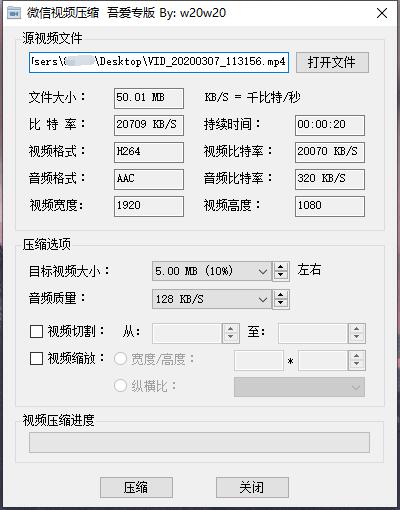 微信视频压缩 吾爱专版 By: w20w20
源视频文件
\Desktop\VID_20200307_113156.mp4 打开文件
文件大小： 50.01 MB KB/S = 千比特/秒
比 特 率： 20709 KB/S 持续时间： 00:00:20
视频格式： H264 视频比特率： 20070 KB/S
音频格式： AAC 音频比特率： 320 KB/S
视频宽度： 1920 视频高度： 1080
压缩选项
目标视频大小： 5.00 MB (10%) 左右
音频质量： 128 KB/S
视频切割： 从： 至：
视频缩放： 宽度/高度： *
纵横比：
视频压缩进度
压缩 关闭